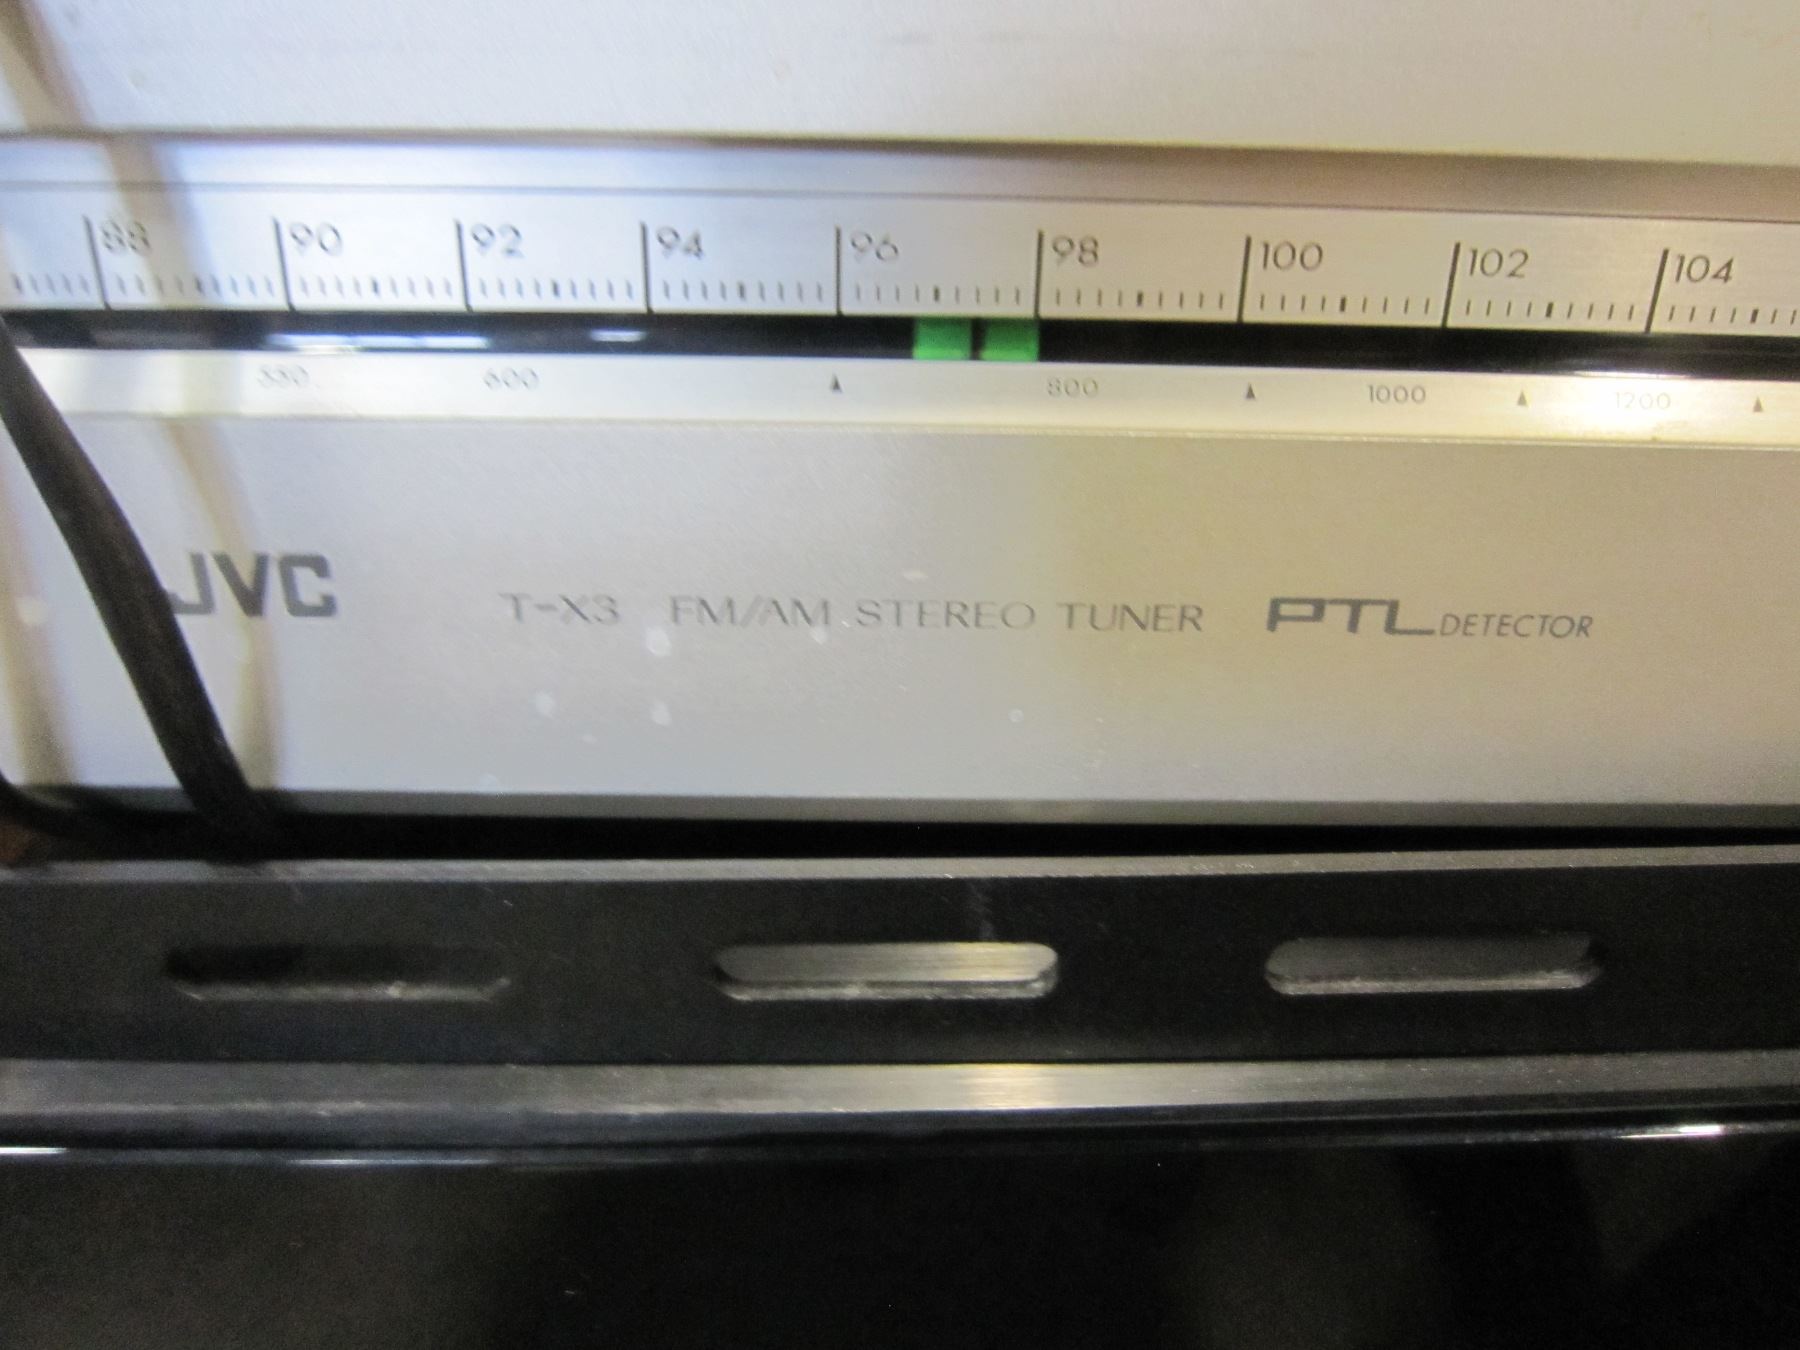 88 90 92 94 96 98 100 102 104
550 600 800 1000 1200
JVC T-X3 FM/AM STEREO TUNER PTL DETECTOR